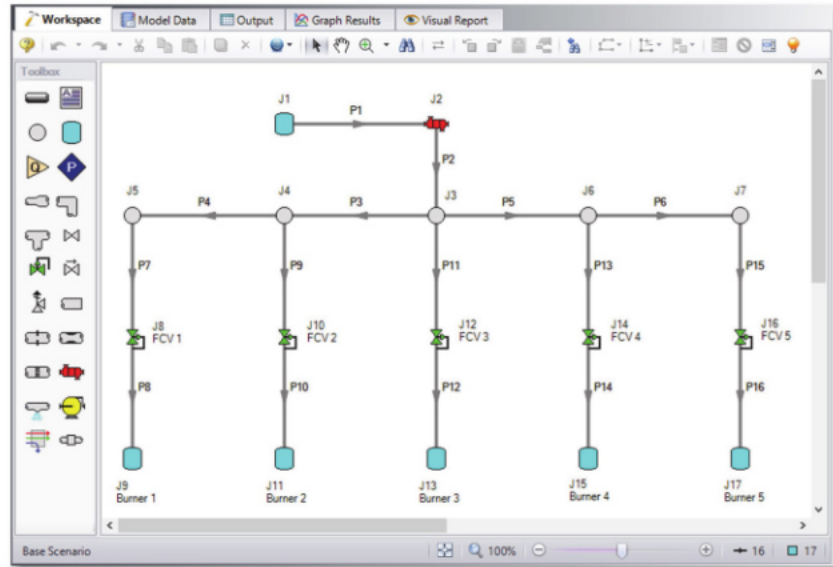 Workspace Model Data Output Graph Results Visual Report
Toolbox
A
Q P
J1 P1 J2
P2
J5 P4 J4 P3 J3 P5 J6 P6 J7
P7 P9 P11 P13 P15
J8 J10 J12 J14 J16
FCV 1 FCV 2 FCV 3 FCV 4 FCV 5
P8 P10 P12 P14 P16
J9 J11 J13 J15 J17
Burner 1 Burner 2 Burner 3 Burner 4 Burner 5
Base Scenario 100% 16 17